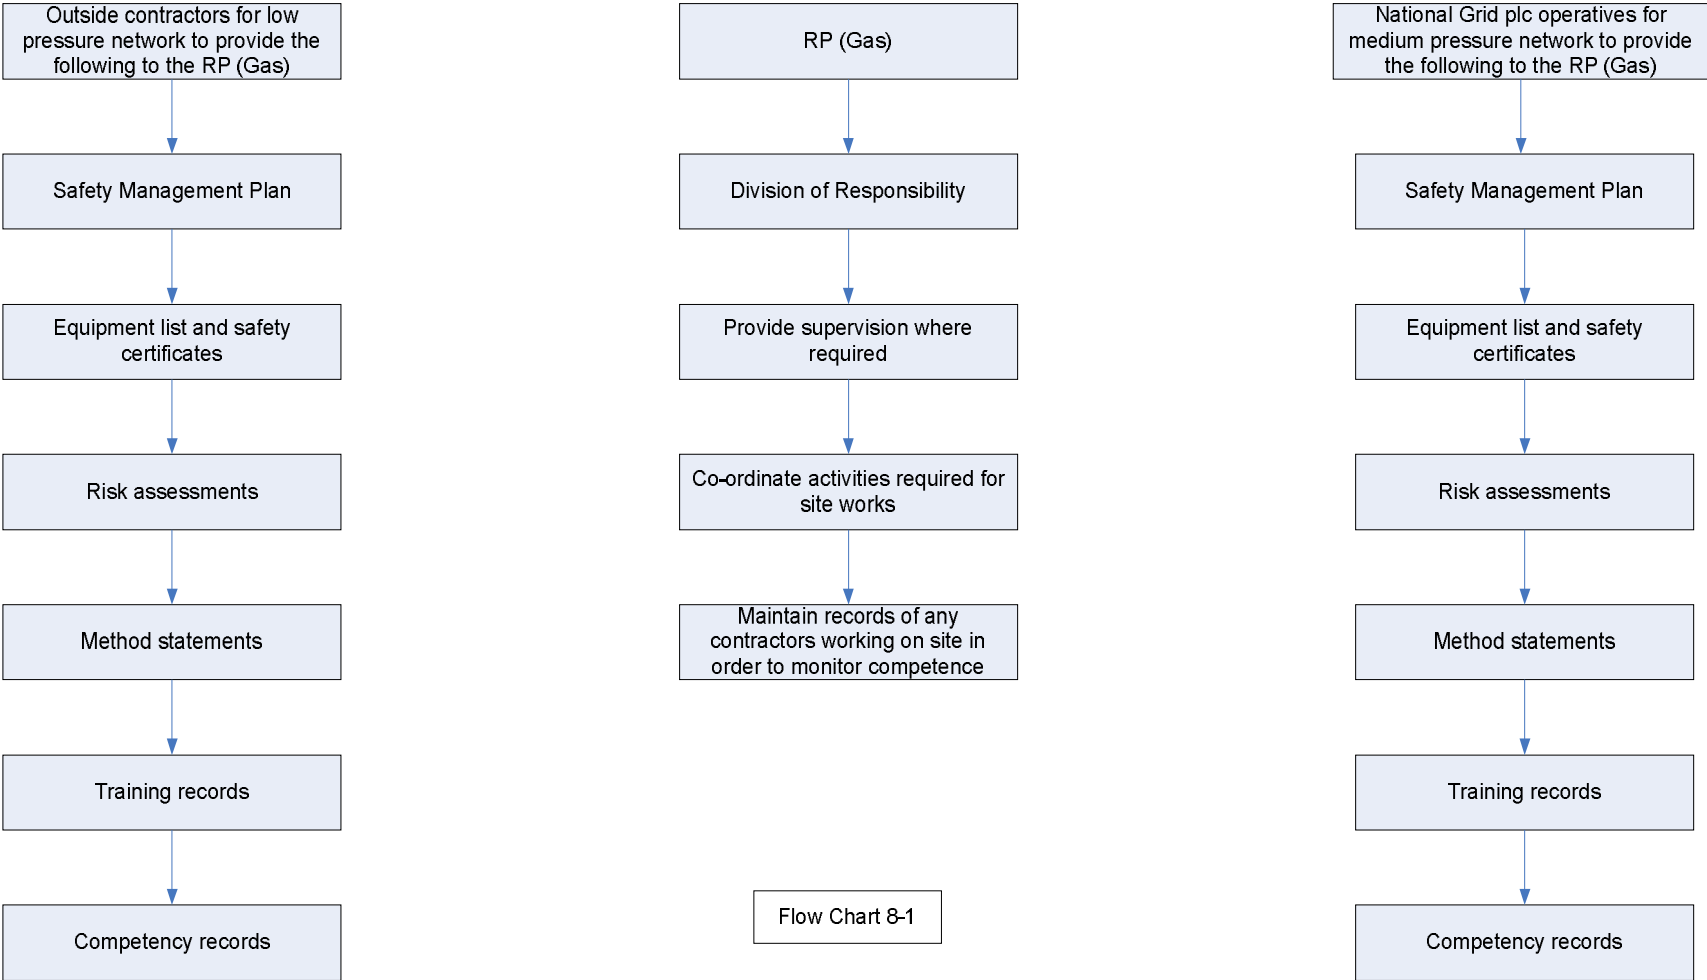 Outside contractors for low
pressure network to provide the
following to the RP (Gas)
Safety Management Plan
Equipment list and safety
certificates
Risk assessments
Method statements
Training records
Competency records
RP (Gas)
Division of Responsibility
Provide supervision where
required
Co-ordinate activities required for
site works
Maintain records of any
contractors working on site in
order to monitor competence
Flow Chart 8-1
National Grid plc operatives for
medium pressure network to provide
the following to the RP (Gas)
Safety Management Plan
Equipment list and safety
certificates
Risk assessments
Method statements
Training records
Competency records